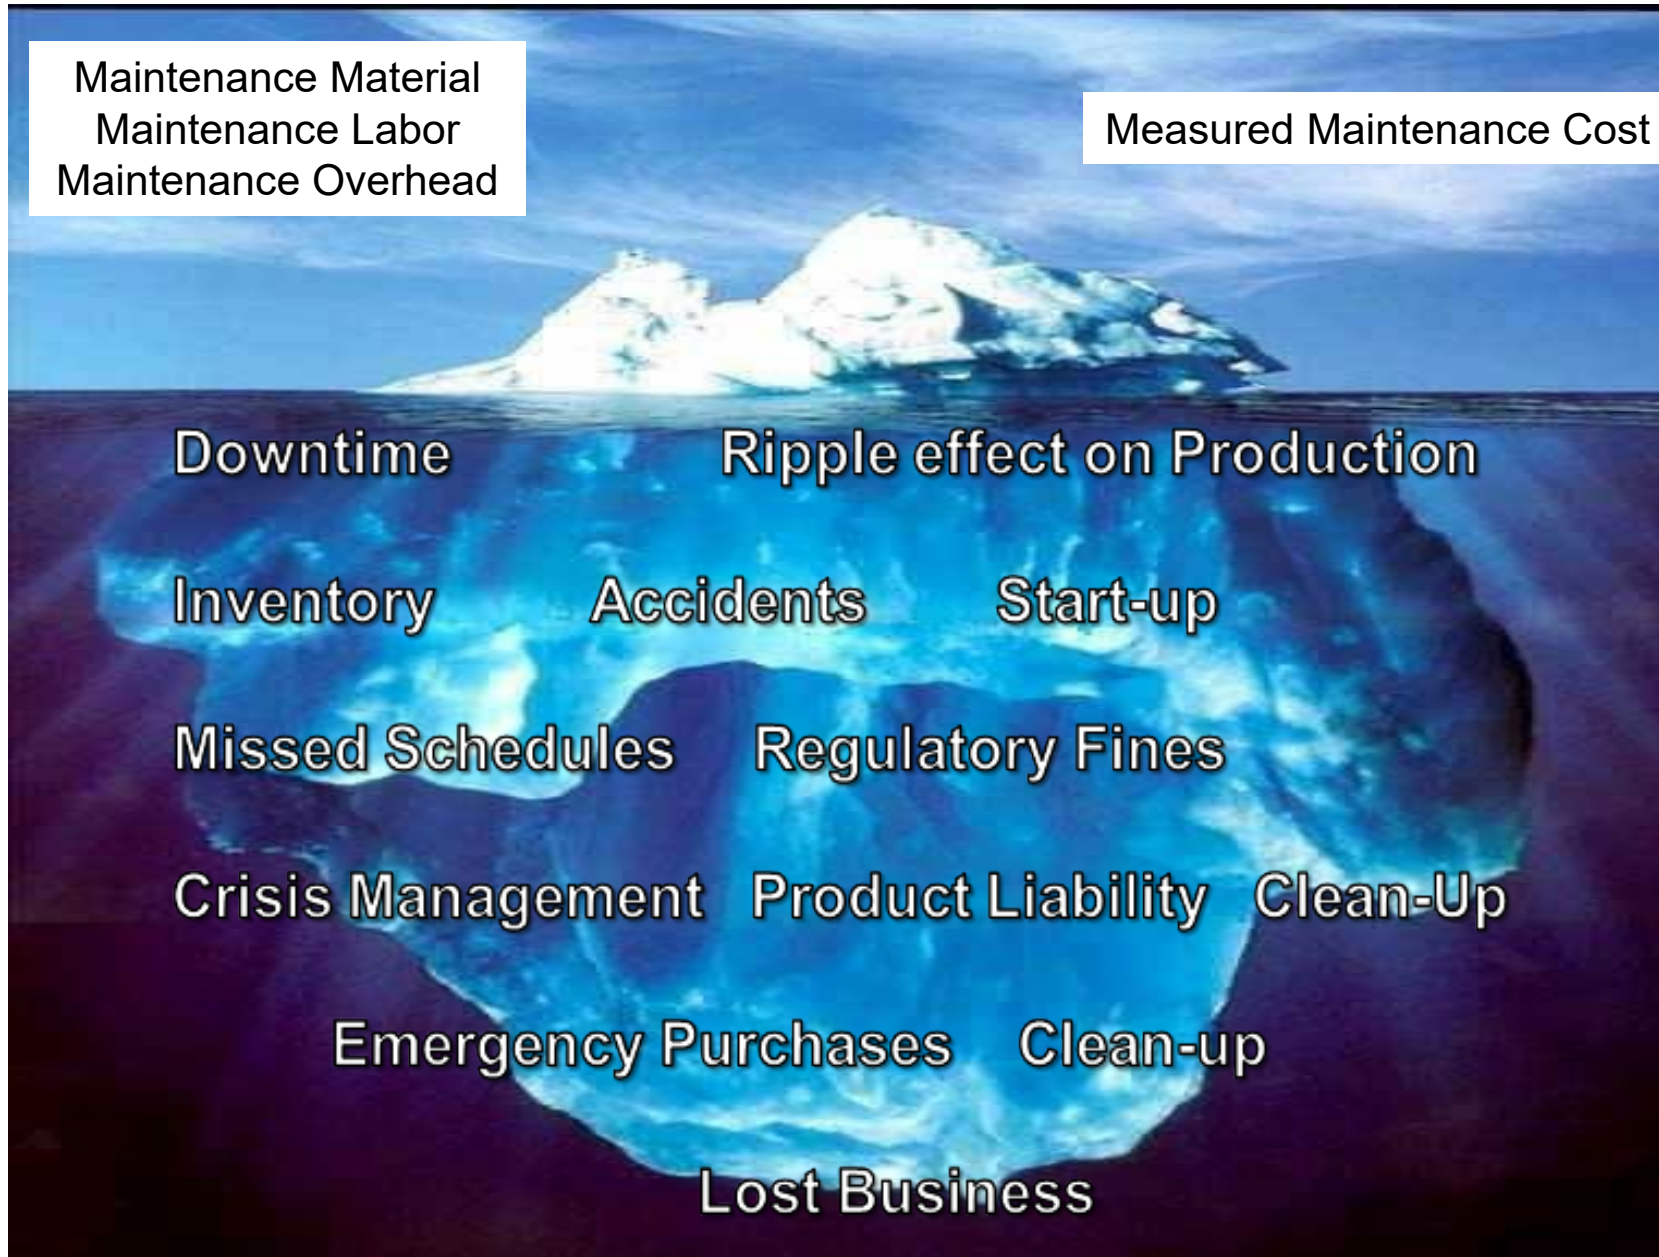 Maintenance Material
Maintenance Labor
Maintenance Overhead
Measured Maintenance Cost
Downtime Ripple effect on Production
Inventory Accidents Start-up
Missed Schedules Regulatory Fines
Crisis Management Product Liability Clean-Up
Emergency Purchases Clean-up
Lost Business